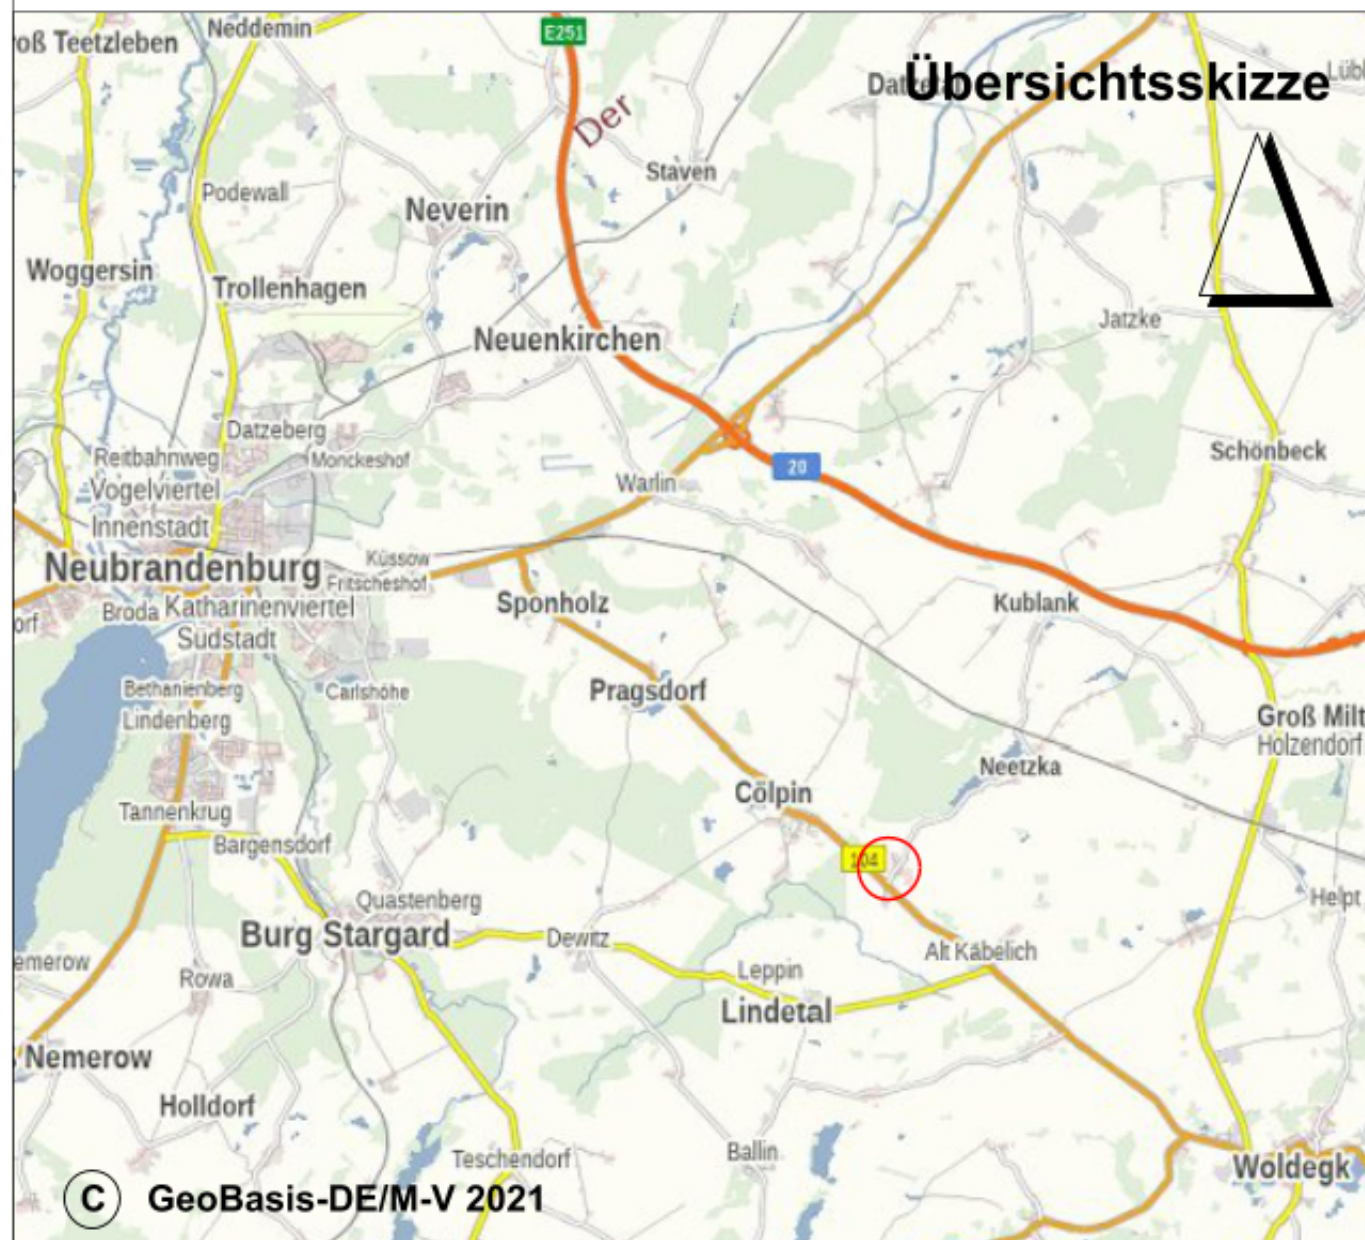 oß Teetzleben
Neddemin
E251
Übersichtsskizze
Der
Staven
Podewall
Neverin
Woggersin
Trollenhagen
Jatzke
Neuenkirchen
Datzeberg
Reitbahnweg
Monckeshof
Schönbeck
20
Warlin
Vogelviertel
Innenstadt
Neubrandenburg
Küssow
Fritscheshof
Broda
Katharinenviertel
Sponholz
Kublank
orf
Südstadt
Bethanienberg
Carlshöhe
Pragsdorf
Lindenberg
Groß Milt
Holzendorf
Neetzka
Cölpin
Tannenkrug
Bargensdorf
104
Quastenberg
Helpt
Burg Stargard
Dewitz
Alt Käbelich
emerow
Rowa
Leppin
Lindetal
Nemerow
Holldorf
Ballin
Teschendorf
Woldegk
C GeoBasis-DE/M-V 2021